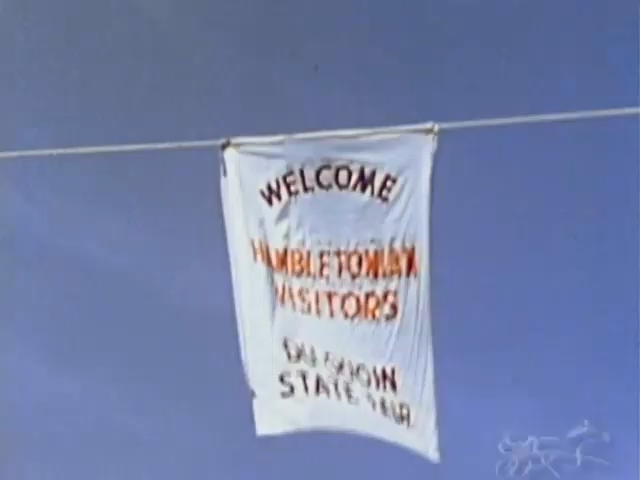 WELCOME
HAMBLETONIAN
VISITORS
DU QUOIN
STATE FAIR